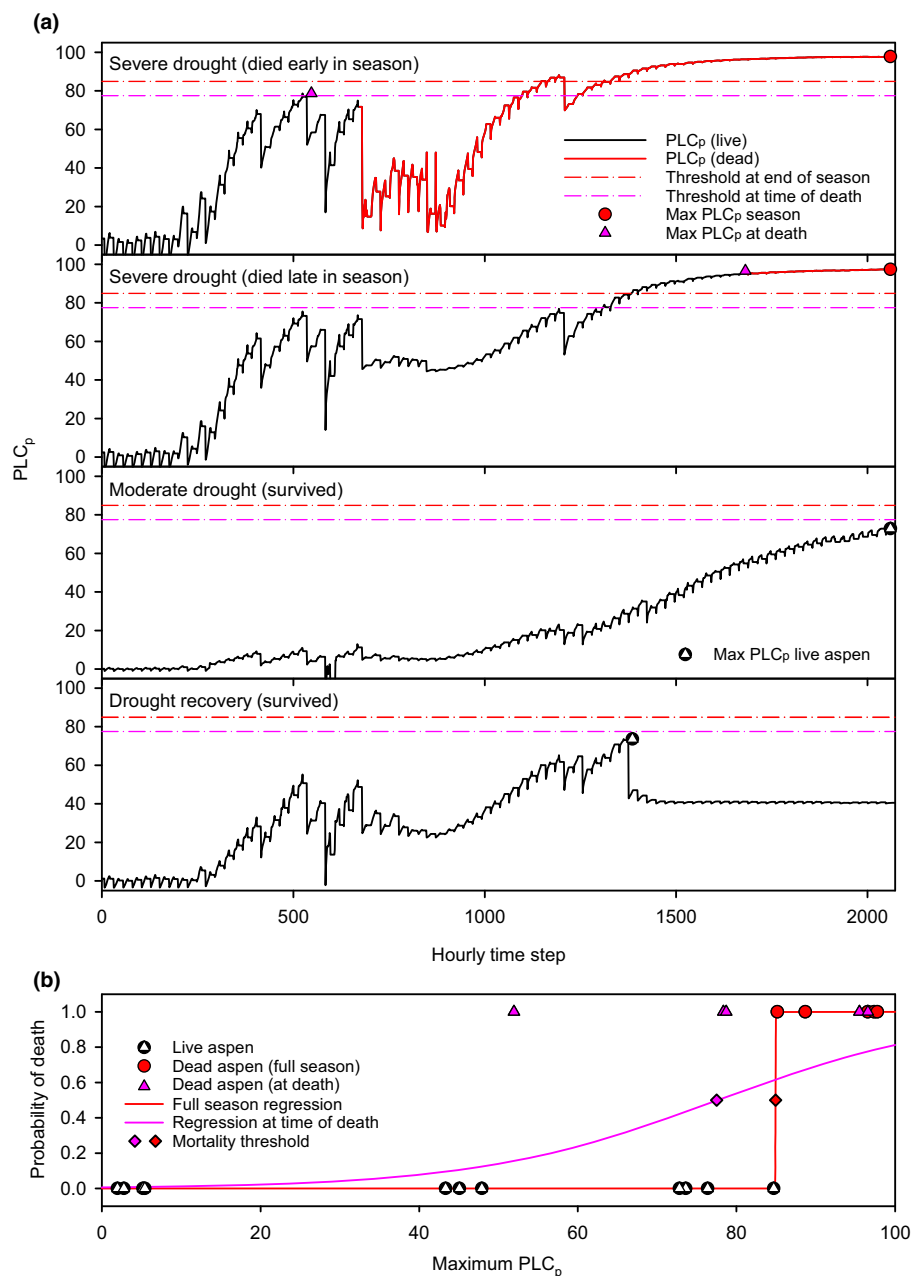 (a)
100
80
60
40
20
0
Severe drought (died early in season)
PLCp (live)
PLCp (dead)
Threshold at end of season
Threshold at time of death
Max PLCp season
Max PLCp at death
100
80
60
40
20
0
Severe drought (died late in season)
PLCp
100
80
60
40
20
0
Moderate drought (survived)
Max PLCp live aspen
100
80
60
40
20
0
Drought recovery (survived)
0 500 1000 1500 2000
Hourly time step
(b)
Probability of death
1.0
0.8
0.6
0.4
0.2
0.0
Live aspen
Dead aspen (full season)
Dead aspen (at death)
Full season regression
Regression at time of death
Mortality threshold
0 20 40 60 80 100
Maximum PLCp